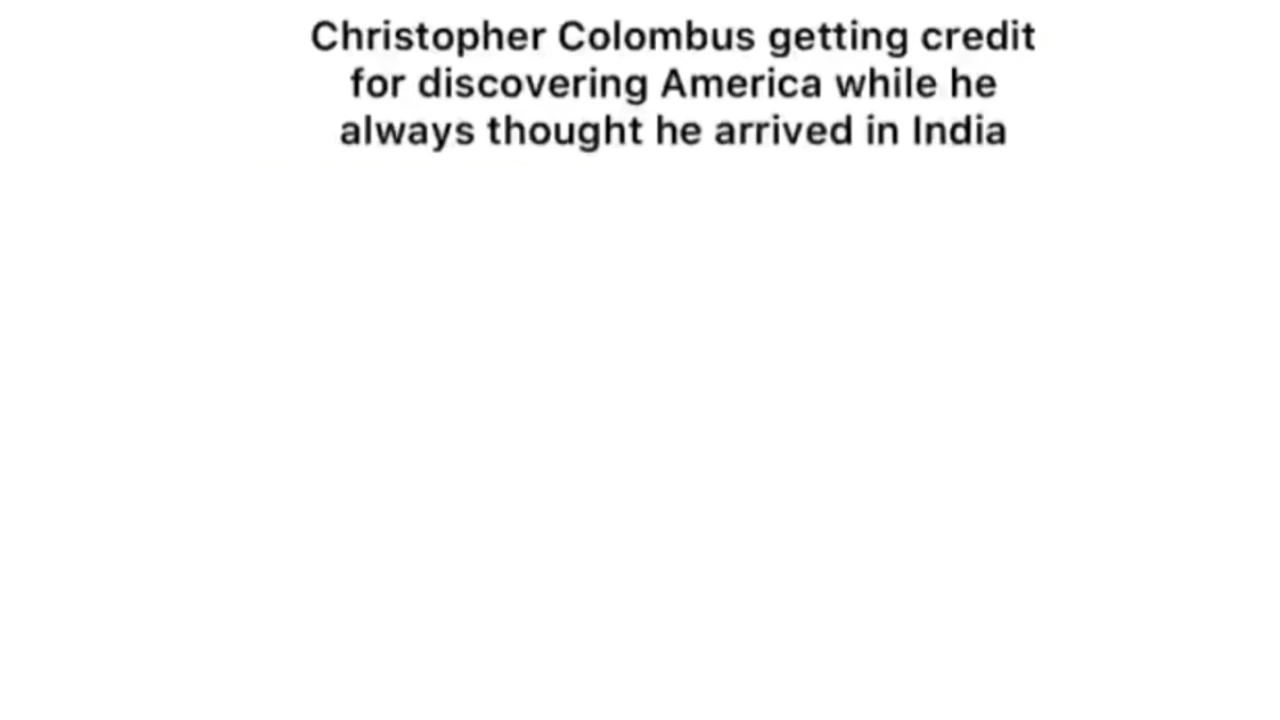 Christopher Colombus getting credit
for discovering America while he
always thought he arrived in India